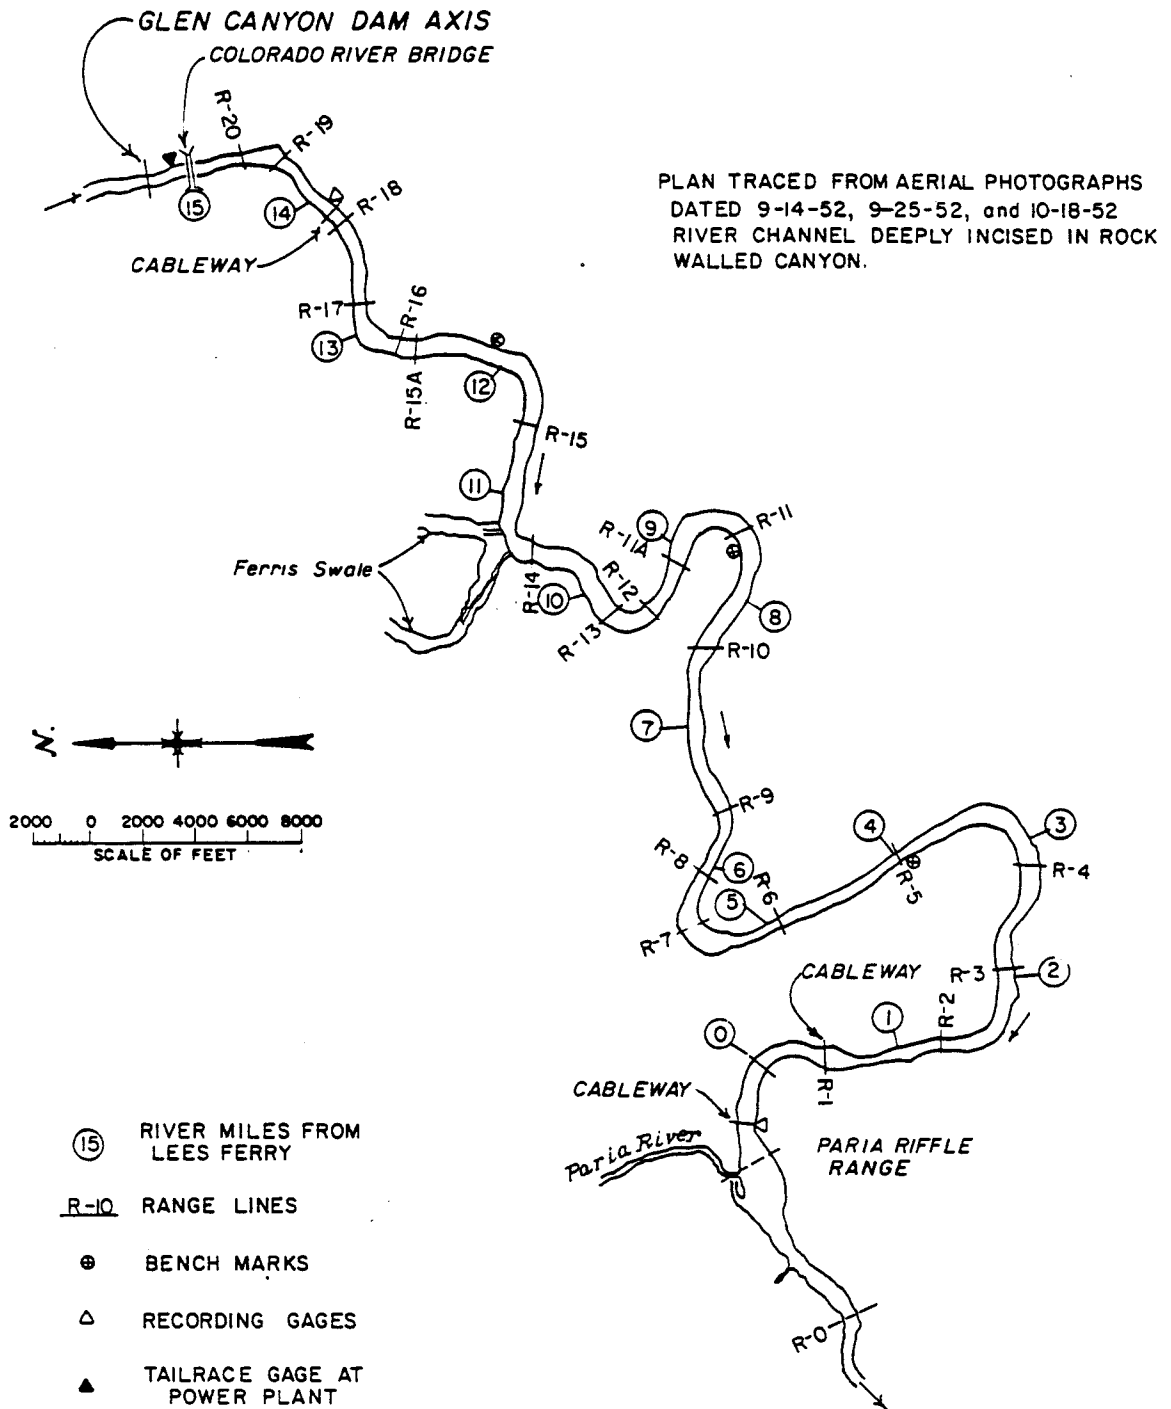 GLEN CANYON DAM AXIS
COLORADO RIVER BRIDGE
R-20
R-19
15
14
R-18
CABLEWAY
PLAN TRACED FROM AERIAL PHOTOGRAPHS
DATED 9-14-52, 9-25-52, and 10-18-52
RIVER CHANNEL DEEPLY INCISED IN ROCK
WALLED CANYON.
R-17
R-16
13
R-15A
12
R-15
11
9
R-11
R-11A
Ferris Swale
R-14
10
R-12
R-13
8
R-10
7
N.
R-9
2000 0 2000 4000 6000 8000
SCALE OF FEET
4
3
R-8
6
R-6
R-5
R-4
5
R-7
CABLEWAY
R-3
2
R-2
1
0
R-1
CABLEWAY
Paria River
PARIA RIFFLE
RANGE
R-0
15 RIVER MILES FROM
LEES FERRY
R-10 RANGE LINES
BENCH MARKS
RECORDING GAGES
TAILRACE GAGE AT
POWER PLANT